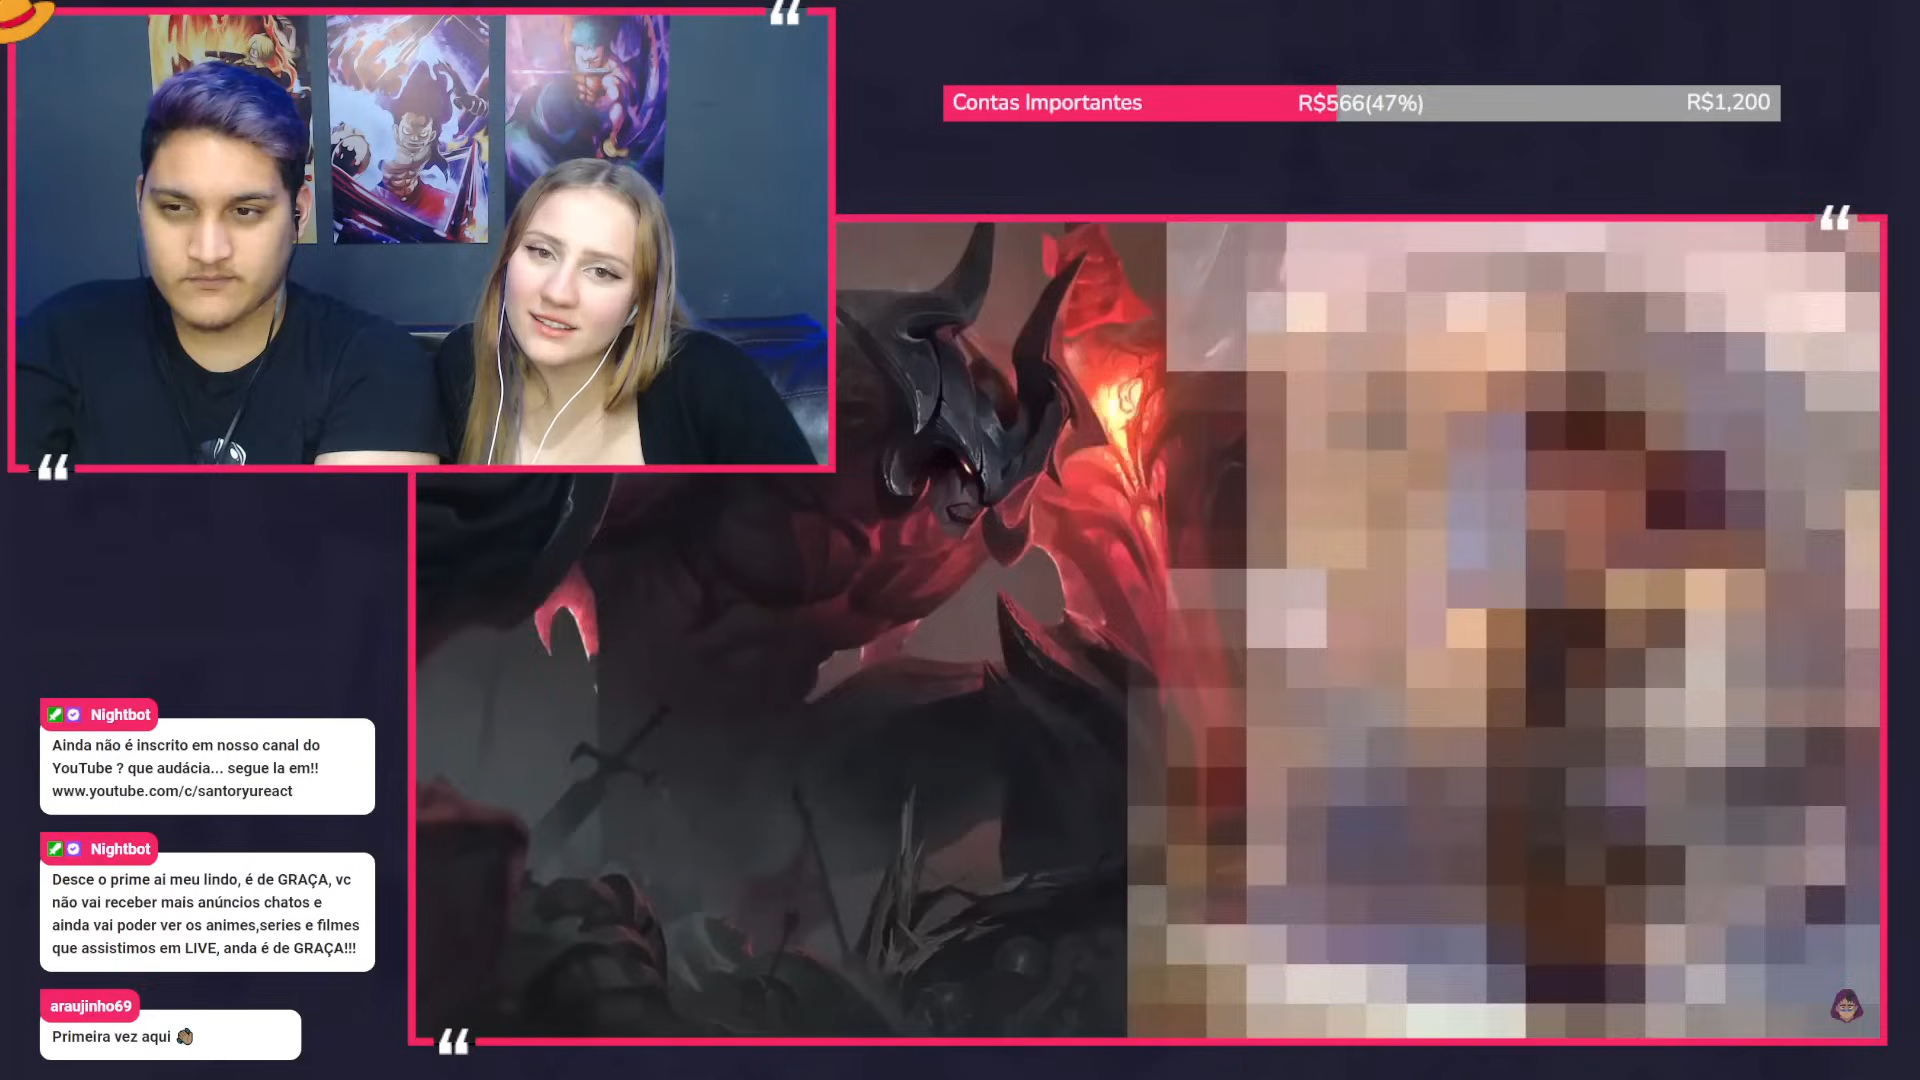 Contas Importantes R$566(47%) R$1,200
Nightbot
Ainda não é inscrito em nosso canal do
YouTube ? que audácia... segue la em!!
www.youtube.com/c/santoryureact
Nightbot
Desce o prime ai meu lindo, é de GRAÇA, vc
não vai receber mais anúncios chatos e
ainda vai poder ver os animes,series e filmes
que assistimos em LIVE, anda é de GRAÇA!!!
araujinho69
Primeira vez aqui